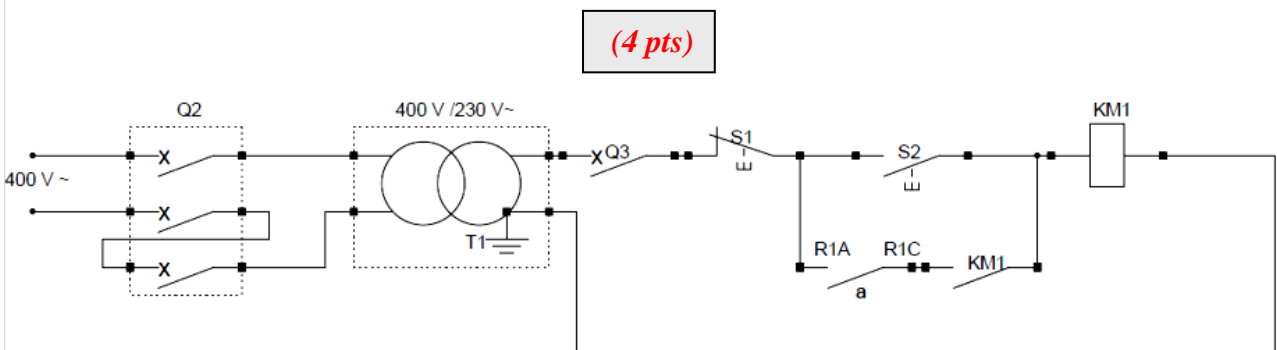 (4 pts)
Q2
400 V /230 V~
KM1
S1
Q3
S2
400 V ~
T1
R1A
R1C
KM1
a